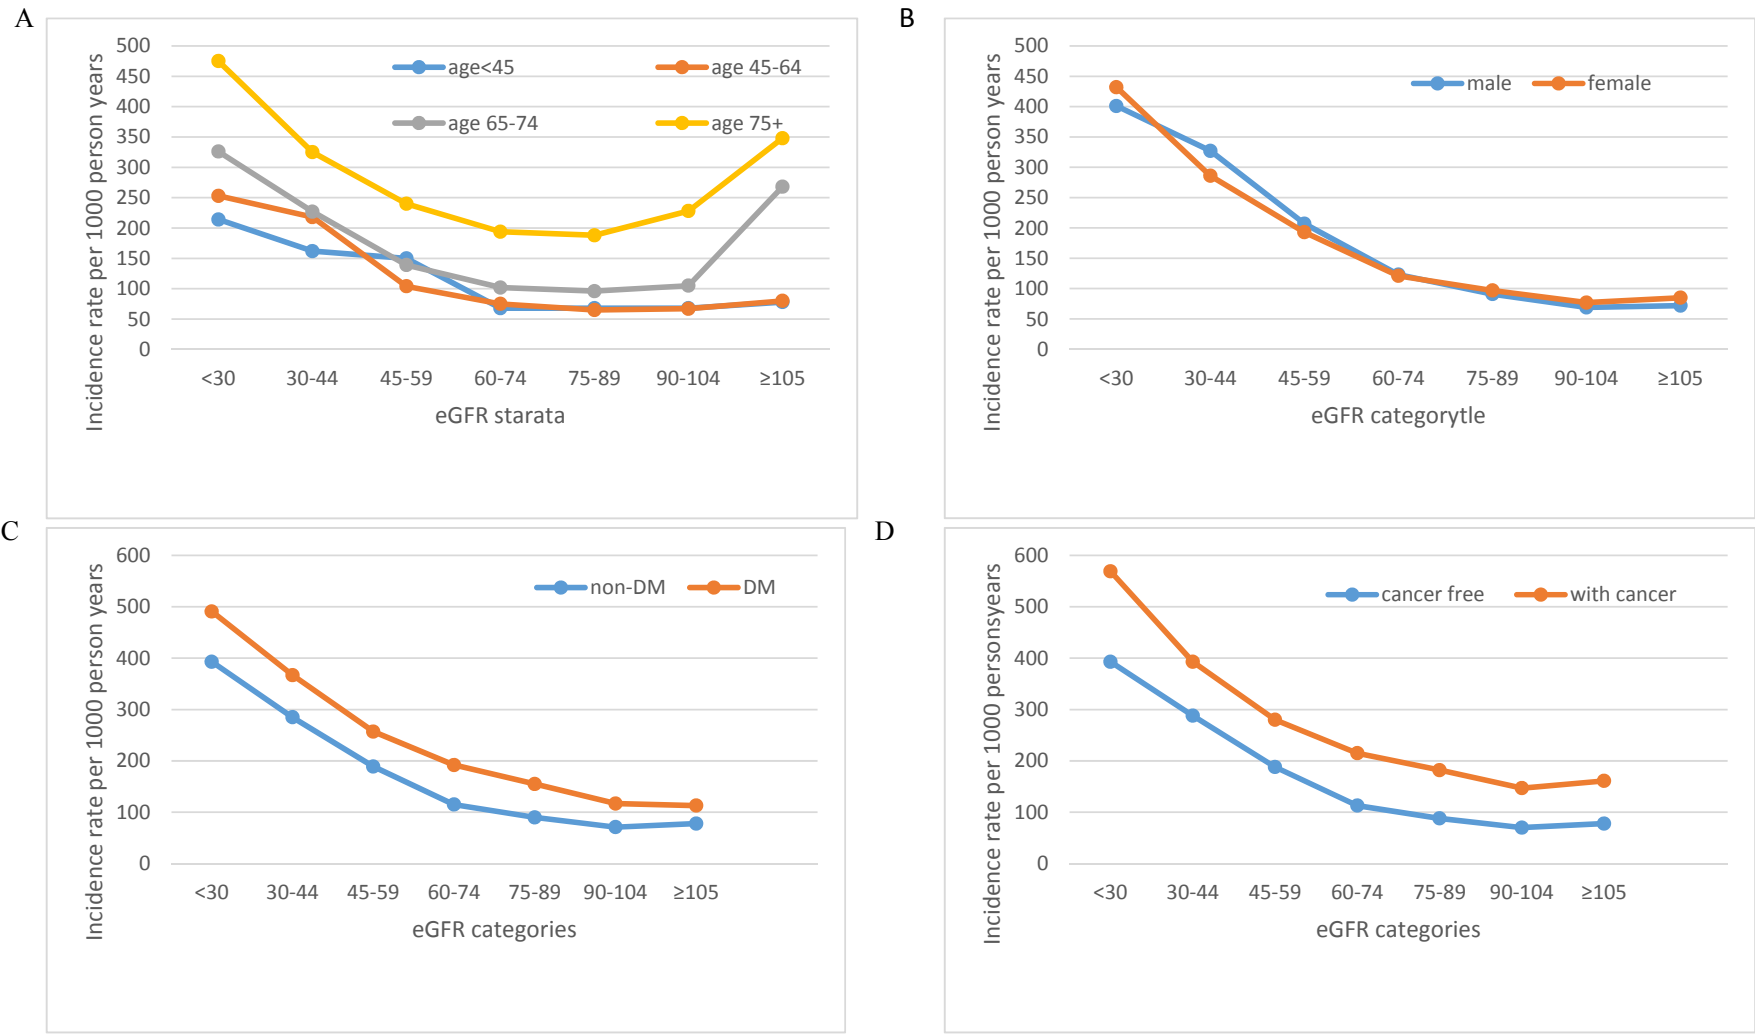 A
Incidence rate per 1000 person years
500
450
400
350
300
250
200
150
100
50
0
age<45
age 45-64
age 65-74
age 75+
<30 30-44 45-59 60-74 75-89 90-104 ≥105
eGFR starata
B
Incidence rate per 1000 person years
500
450
400
350
300
250
200
150
100
50
0
male female
<30 30-44 45-59 60-74 75-89 90-104 ≥105
eGFR categorytle
C
Incidence rate per 1000 person years
600
500
400
300
200
100
0
non-DM DM
<30 30-44 45-59 60-74 75-89 90-104 ≥105
eGFR categories
D
Incidence rate per 1000 personsyears
600
500
400
300
200
100
0
cancer free with cancer
<30 30-44 45-59 60-74 75-89 90-104 ≥105
eGFR categories